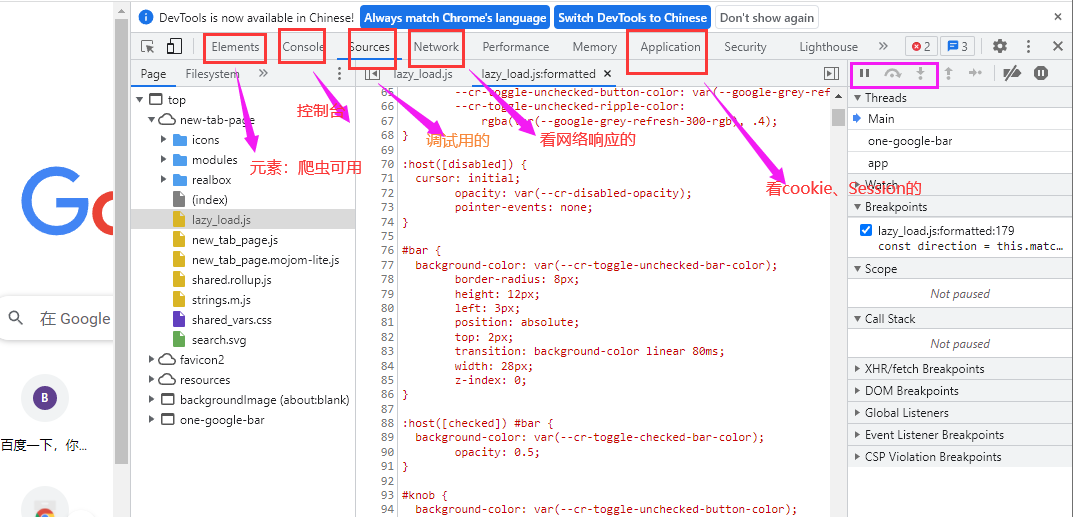 DevTools is now available in Chinese! Always match Chrome's language Switch DevTools to Chinese Don't show again
Elements Console Sources Network Performance Memory Application Security Lighthouse 2 3
Page Filesystem lazy_load.js lazy_load.js:formatted
top
new-tab-page
icons
modules
realbox
(index)
lazy_load.js
new_tab_page.js
new_tab_page.mojom-lite.js
shared.rollup.js
strings.m.js
shared_vars.css
search.svg
favicon2
resources
backgroundImage (about:blank)
one-google-bar
控制台
元素：爬虫可用
调试用的
看网络响应的
看cookie、Session的
65 --cr-toggle-unchecked-button-color: var(--google-grey-ref
66 --cr-toggle-unchecked-ripple-color:
67 rgba(var(--google-grey-refresh-300-rgb), .4);
68 }
69
70 :host([disabled]) {
71 cursor: initial;
72 opacity: var(--cr-disabled-opacity);
73 pointer-events: none;
74 }
75
76 #bar {
77 background-color: var(--cr-toggle-unchecked-bar-color);
78 border-radius: 8px;
79 height: 12px;
80 left: 3px;
81 position: absolute;
82 top: 2px;
83 transition: background-color linear 80ms;
84 width: 28px;
85 z-index: 0;
86 }
87
88 :host([checked]) #bar {
89 background-color: var(--cr-toggle-checked-bar-color);
90 opacity: 0.5;
91 }
92
93 #knob {
94 background-color: var(--cr-toggle-unchecked-button-color);
Threads
Main
one-google-bar
app
Watch
Breakpoints
lazy_load.js:formatted:179
const direction = this.matc…
Scope
Not paused
Call Stack
Not paused
XHR/fetch Breakpoints
DOM Breakpoints
Global Listeners
Event Listener Breakpoints
CSP Violation Breakpoints
Go
在 Google
B
百度一下，你...